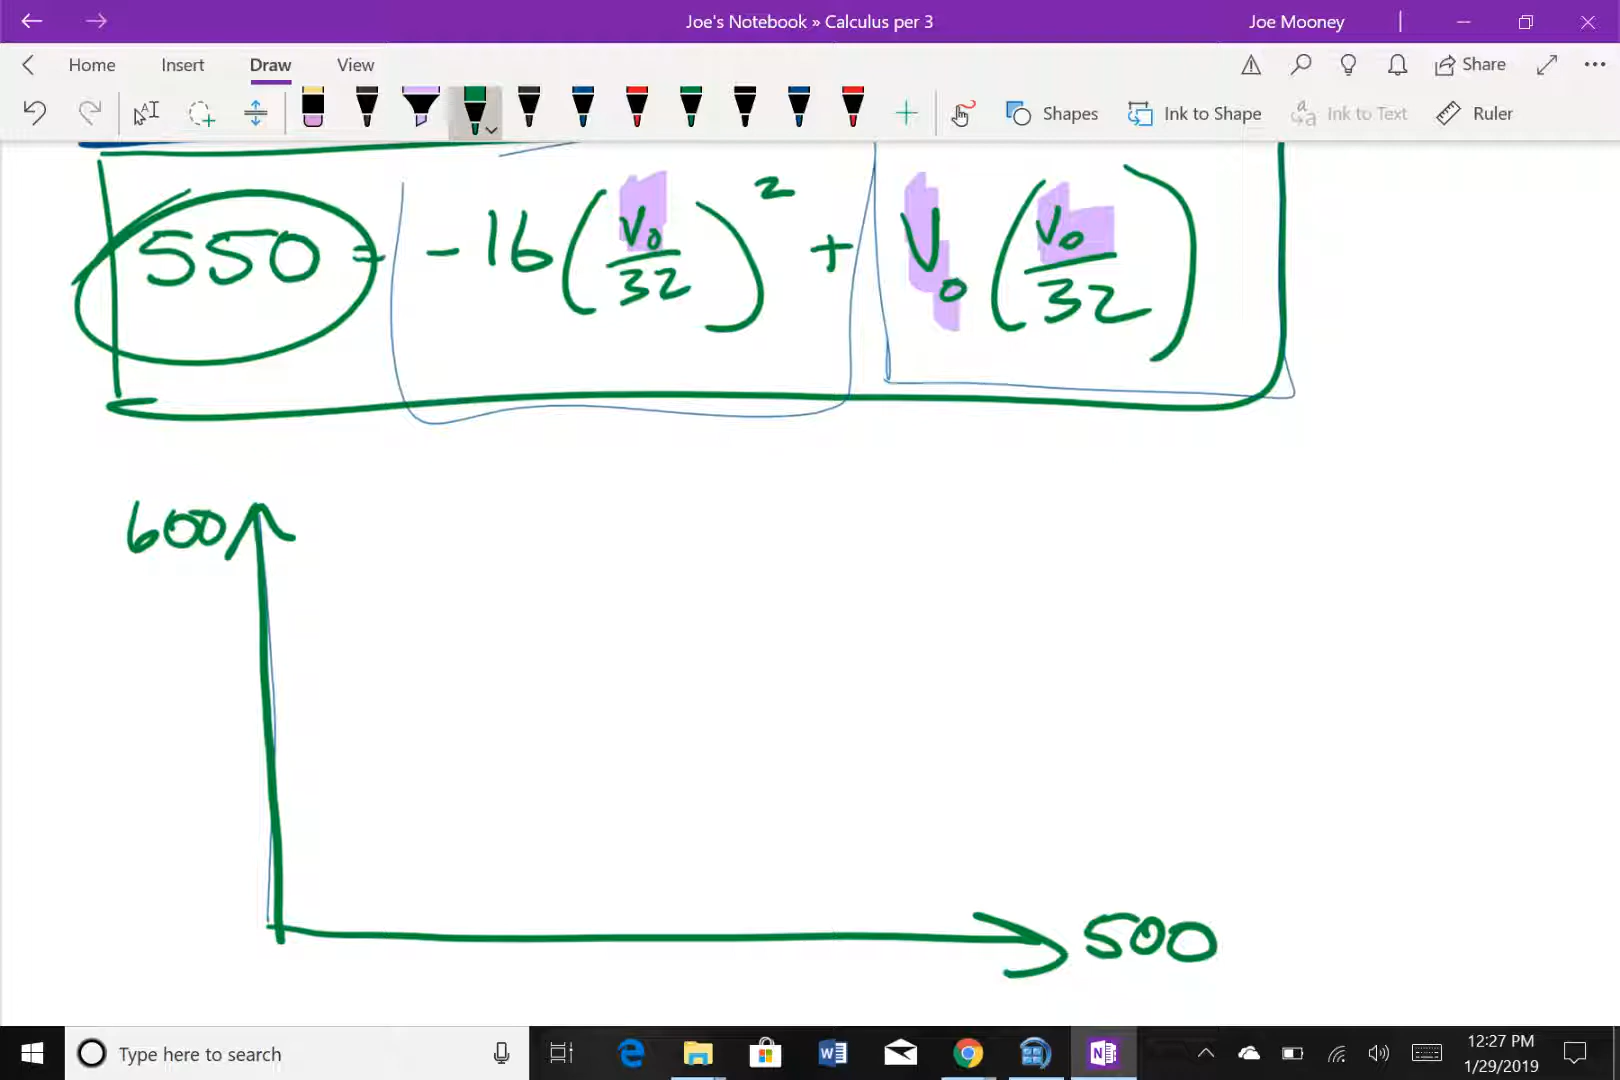 Joe's Notebook » Calculus per 3
Joe Mooney
Home Insert Draw View
Share
Shapes
Ink to Shape
Ink to Text
Ruler
550 = -16(v₀/32)² + V₀(v₀/32)
600
500
Type here to search
12:27 PM
1/29/2019